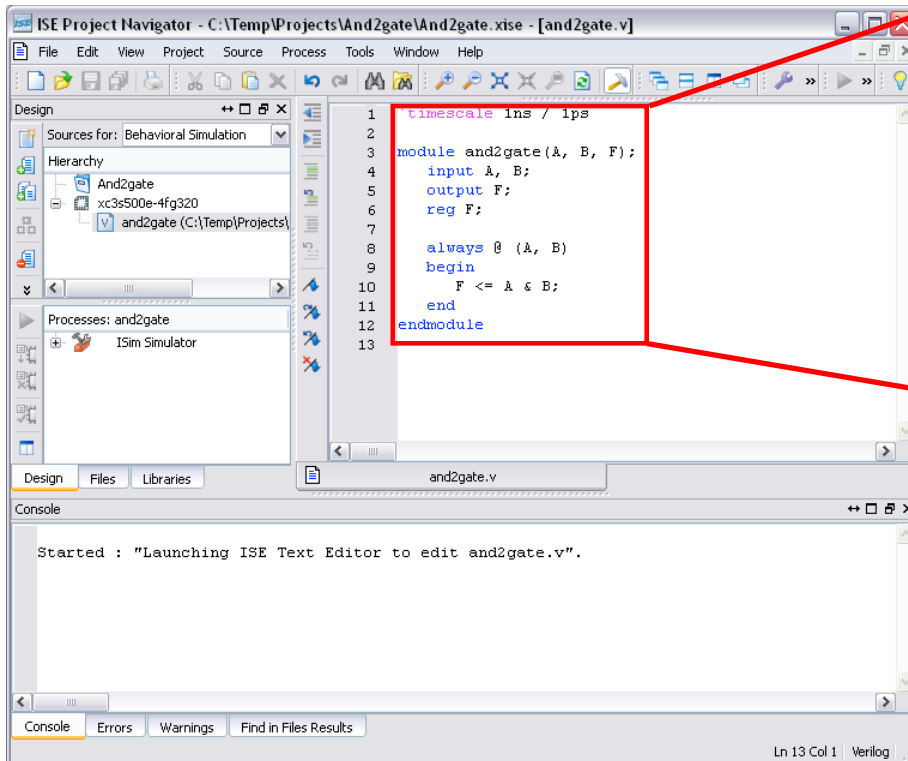 ISE Project Navigator - C:\Temp\Projects\And2gate\And2gate.xise - [and2gate.v]
File Edit View Project Source Process Tools Window Help
Design
Sources for: Behavioral Simulation
Hierarchy
And2gate
xc3s500e-4fg320
and2gate (C:\Temp\Projects\
Processes: and2gate
ISim Simulator
Design Files Libraries
1 `timescale 1ns / 1ps
2
3 module and2gate(A, B, F);
4 input A, B;
5 output F;
6 reg F;
7
8 always @ (A, B)
9 begin
10 F <= A & B;
11 end
12 endmodule
13
and2gate.v
Console
Started : "Launching ISE Text Editor to edit and2gate.v".
Console Errors Warnings Find in Files Results
Ln 13 Col 1 Verilog